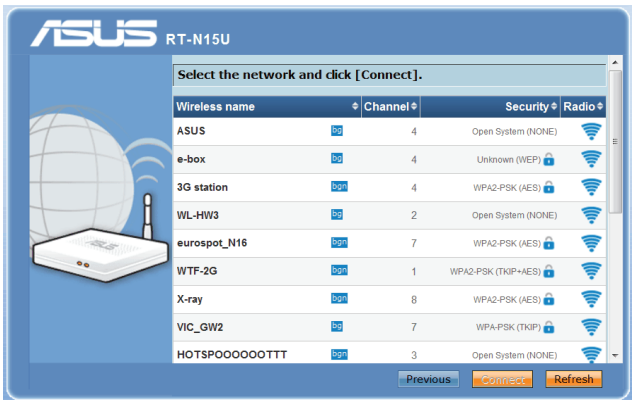 ASUS RT-N15U
Select the network and click [Connect].
Wireless name Channel Security Radio
ASUS bg 4 Open System (NONE)
e-box bg 4 Unknown (WEP)
3G station bgn 4 WPA2-PSK (AES)
WL-HW3 bg 2 Open System (NONE)
eurospot_N16 bgn 7 WPA2-PSK (AES)
WTF-2G bgn 1 WPA2-PSK (TKIP+AES)
X-ray bgn 8 WPA2-PSK (AES)
VIC_GW2 bg 7 WPA-PSK (TKIP)
HOTSPOOOOOOTTT bgn 3 Open System (NONE)
Previous Connect Refresh
ASUS